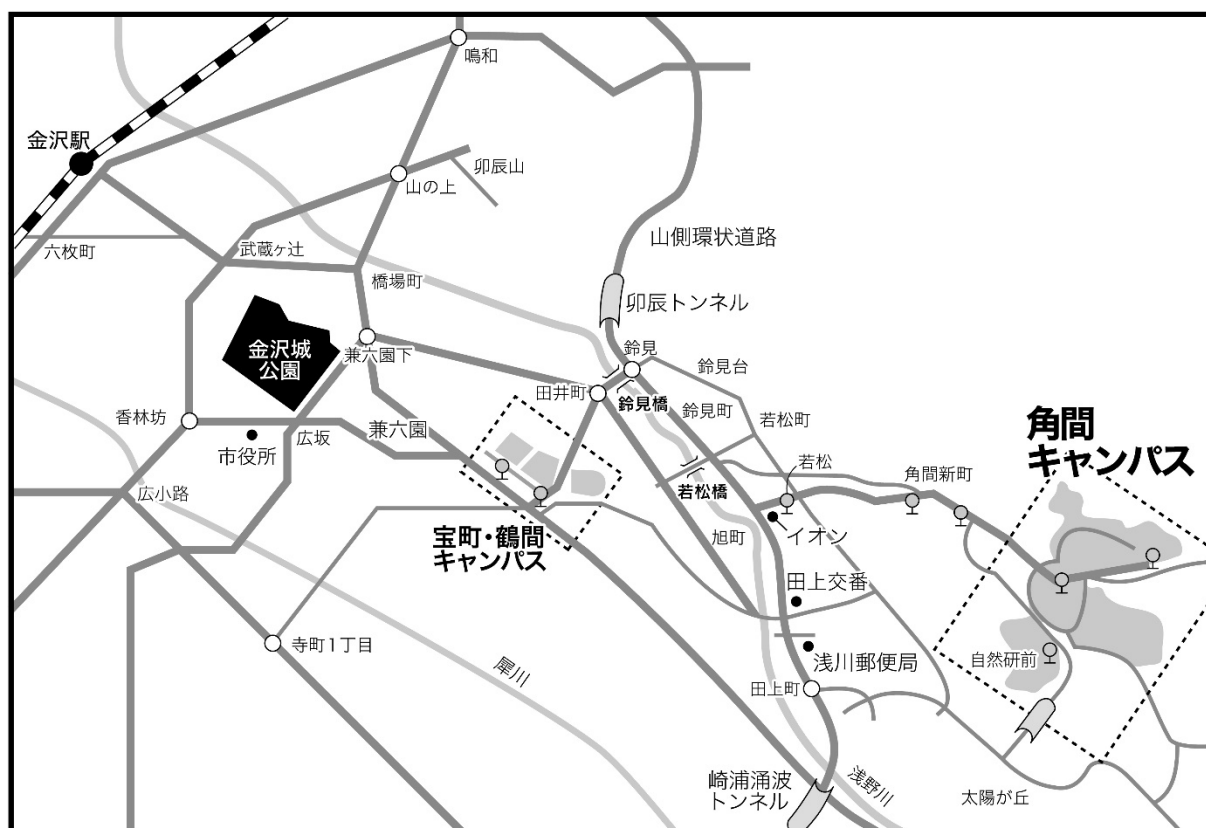 鳴和
金沢駅
山の上
卯辰山
六枚町
武蔵ヶ辻
橋場町
山側環状道路
卯辰トンネル
金沢城
公園
兼六園下
鈴見
鈴見台
田井町
鈴見橋
鈴見町
若松町
香林坊
市役所
広坂
兼六園
角間
キャンパス
若松
角間新町
若松橋
広小路
宝町・鶴間
キャンパス
旭町
イオン
田上交番
寺町1丁目
犀川
浅川郵便局
自然研前
田上町
崎浦涌波
トンネル
浅野川
太陽が丘